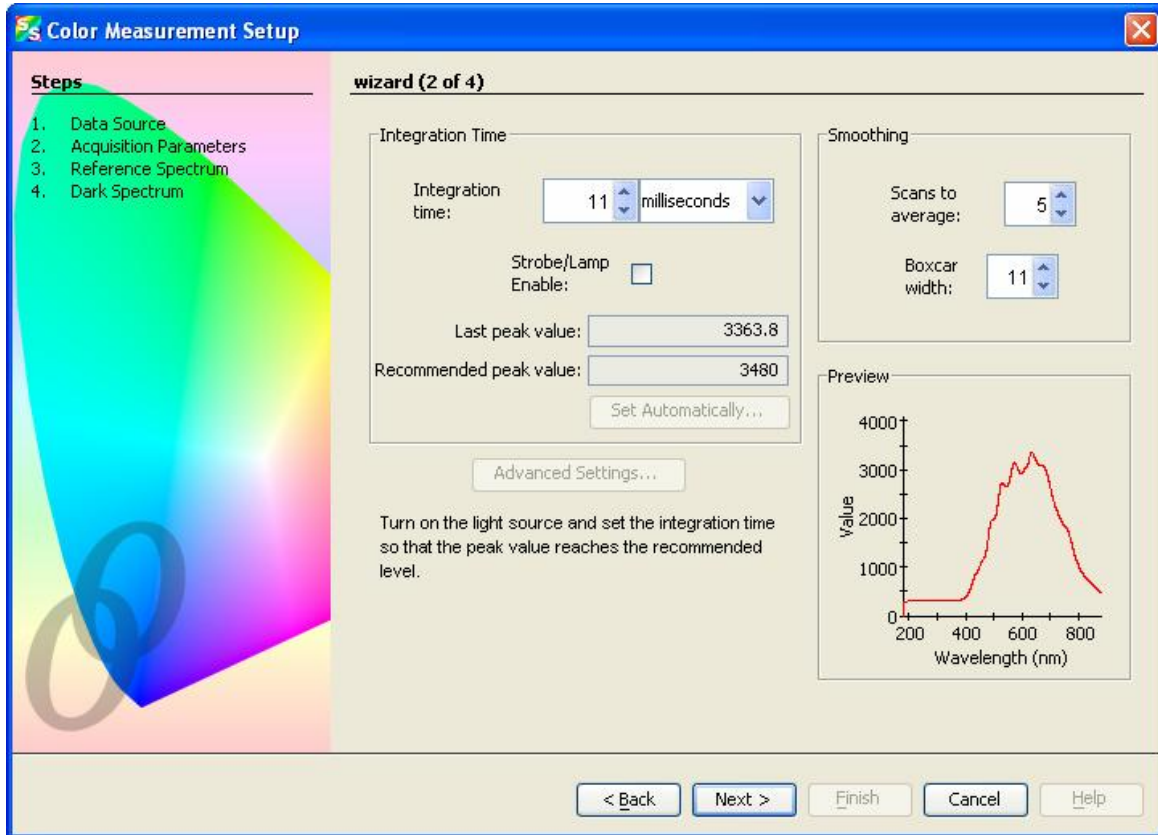 Color Measurement Setup
Steps
1. Data Source
2. Acquisition Parameters
3. Reference Spectrum
4. Dark Spectrum
wizard (2 of 4)
Integration Time
Integration
time:
11 milliseconds
Strobe/Lamp
Enable:
Last peak value: 3363.8
Recommended peak value: 3480
Set Automatically...
Advanced Settings...
Turn on the light source and set the integration time
so that the peak value reaches the recommended
level.
Smoothing
Scans to
average:
5
Boxcar
width:
11
Preview
4000
3000
2000
1000
0
Value
200 400 600 800
Wavelength (nm)
< Back
Next >
Finish
Cancel
Help